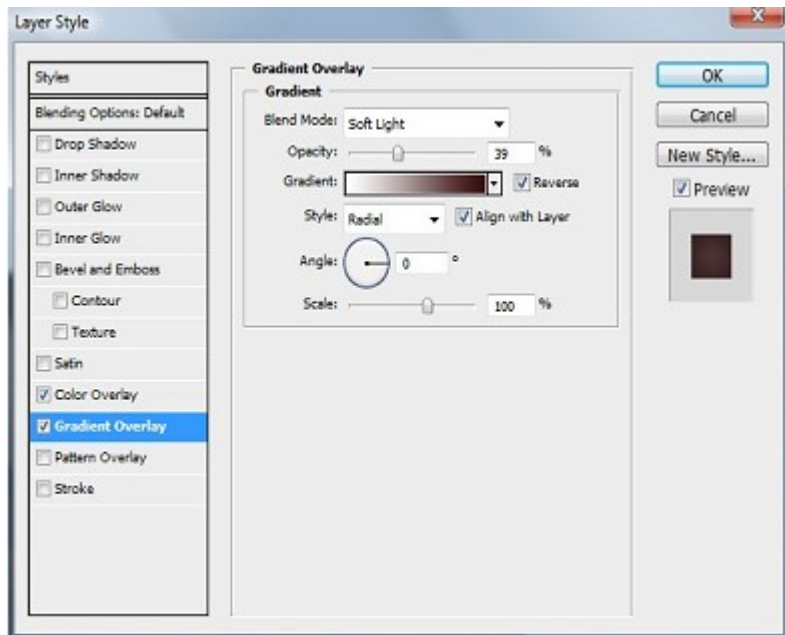 Layer Style
Styles
Blending Options: Default
Drop Shadow
Inner Shadow
Outer Glow
Inner Glow
Bevel and Emboss
Contour
Texture
Satin
Color Overlay
Gradient Overlay
Pattern Overlay
Stroke
Gradient Overlay
Gradient
Blend Mode: Soft Light
Opacity: 39 %
Gradient: Reverse
Style: Radial Align with Layer
Angle: 0 °
Scale: 100 %
OK
Cancel
New Style...
Preview